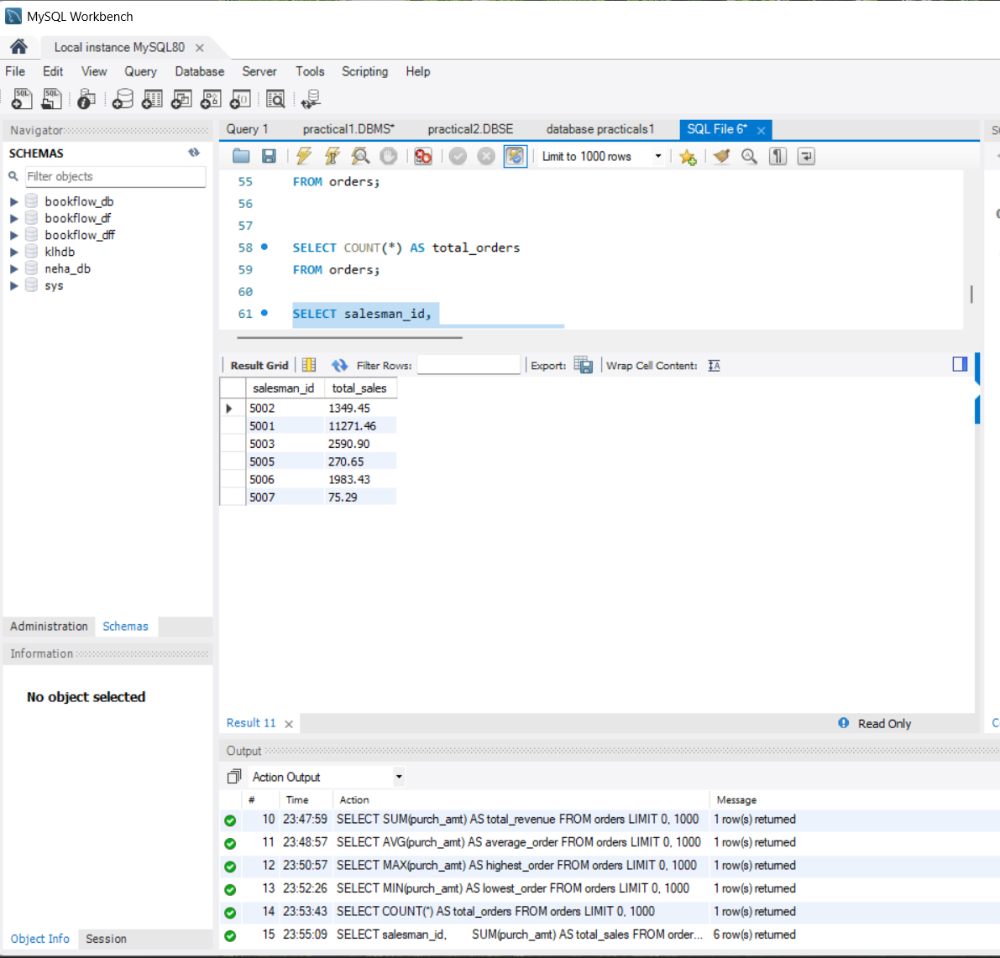 MySQL Workbench
Local instance MySQL80
File Edit View Query Database Server Tools Scripting Help
Navigator
SCHEMAS
Filter objects
bookflow_db
bookflow_df
bookflow_dff
klhdb
neha_db
sys
Administration Schemas
Information
No object selected
Object Info Session
Query 1 practical1.DBMS* practical2.DBSE database practicals1 SQL File 6*
Limit to 1000 rows
55 FROM orders;
56
57
58 SELECT COUNT(*) AS total_orders
59 FROM orders;
60
61 SELECT salesman_id,
Result Grid Filter Rows: Export: Wrap Cell Content:
salesman_id total_sales
5002 1349.45
5001 11271.46
5003 2590.90
5005 270.65
5006 1983.43
5007 75.29
Result 11 Read Only
Output
Action Output
# Time Action Message
10 23:47:59 SELECT SUM(purch_amt) AS total_revenue FROM orders LIMIT 0, 1000 1 row(s) returned
11 23:48:57 SELECT AVG(purch_amt) AS average_order FROM orders LIMIT 0, 1000 1 row(s) returned
12 23:50:57 SELECT MAX(purch_amt) AS highest_order FROM orders LIMIT 0, 1000 1 row(s) returned
13 23:52:26 SELECT MIN(purch_amt) AS lowest_order FROM orders LIMIT 0, 1000 1 row(s) returned
14 23:53:43 SELECT COUNT(*) AS total_orders FROM orders LIMIT 0, 1000 1 row(s) returned
15 23:55:09 SELECT salesman_id, SUM(purch_amt) AS total_sales FROM order... 6 row(s) returned